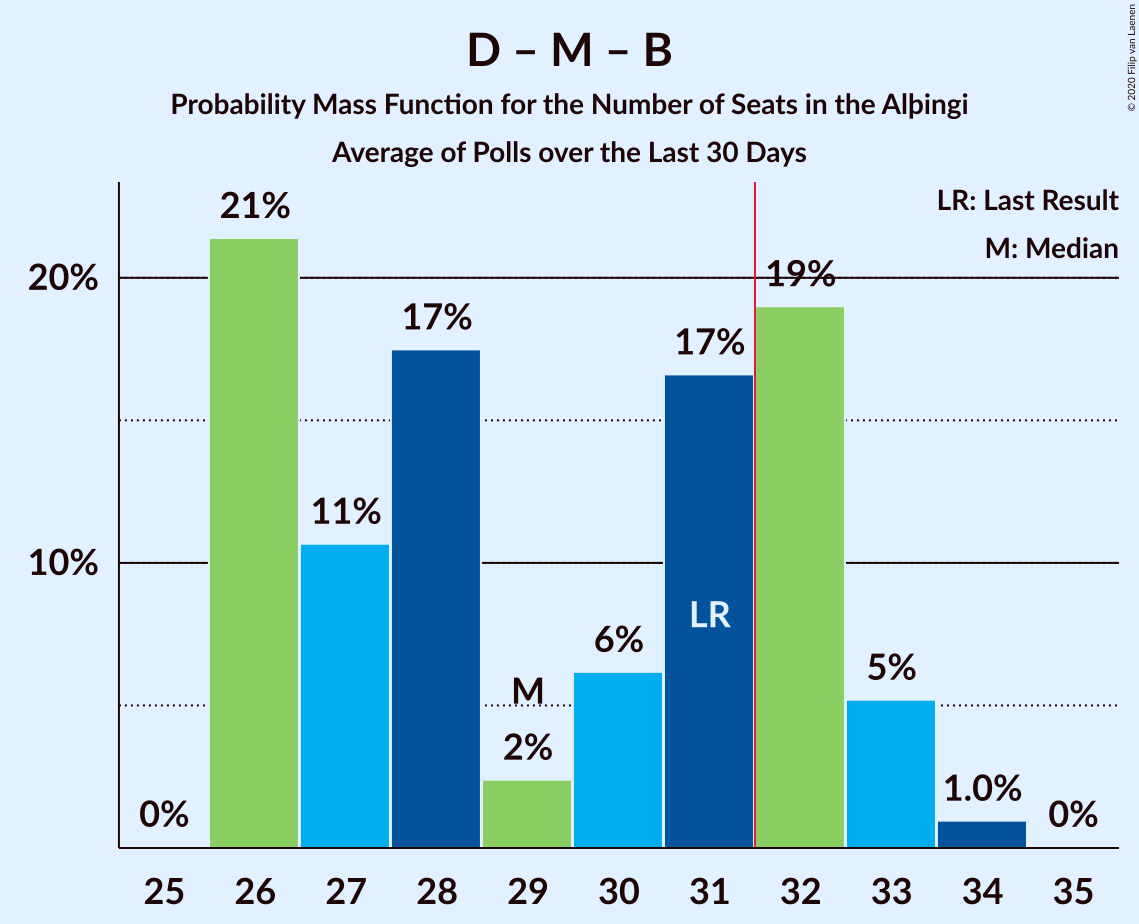 D – M – B
Probability Mass Function for the Number of Seats in the Alþingi
Average of Polls over the Last 30 Days
© 2020 Filip van Laenen
LR: Last Result
M: Median
20%
10%
0%
21%
11%
17%
M
2%
6%
17%
LR
19%
5%
1.0%
0%
25 26 27 28 29 30 31 32 33 34 35